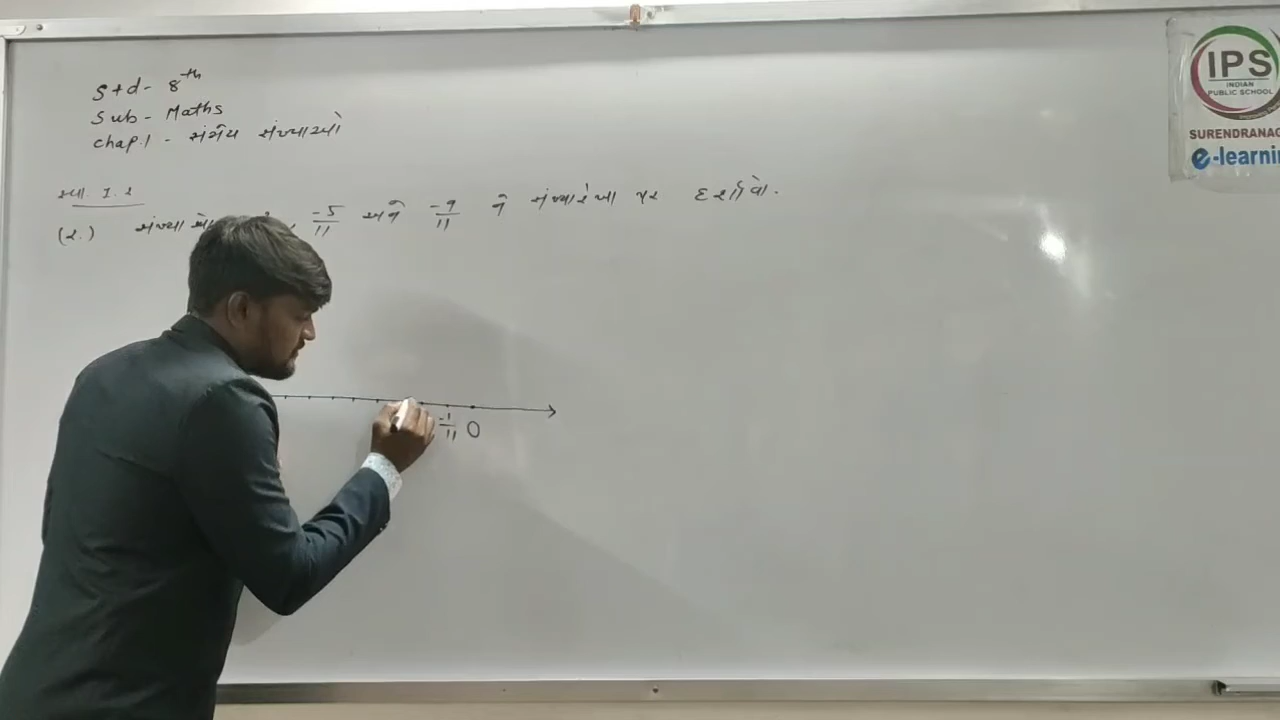 Std- 8th
Sub- Maths
Chap.1 - સંમેય સંખ્યાઓ
સ્વા. 1.2
(2.) -5/11 અને -9/11 ને સંખ્યારેખા પર દર્શાવો.
-1/11 0
IPS
INDIAN
PUBLIC SCHOOL
SURENDRANAG
e-learnin